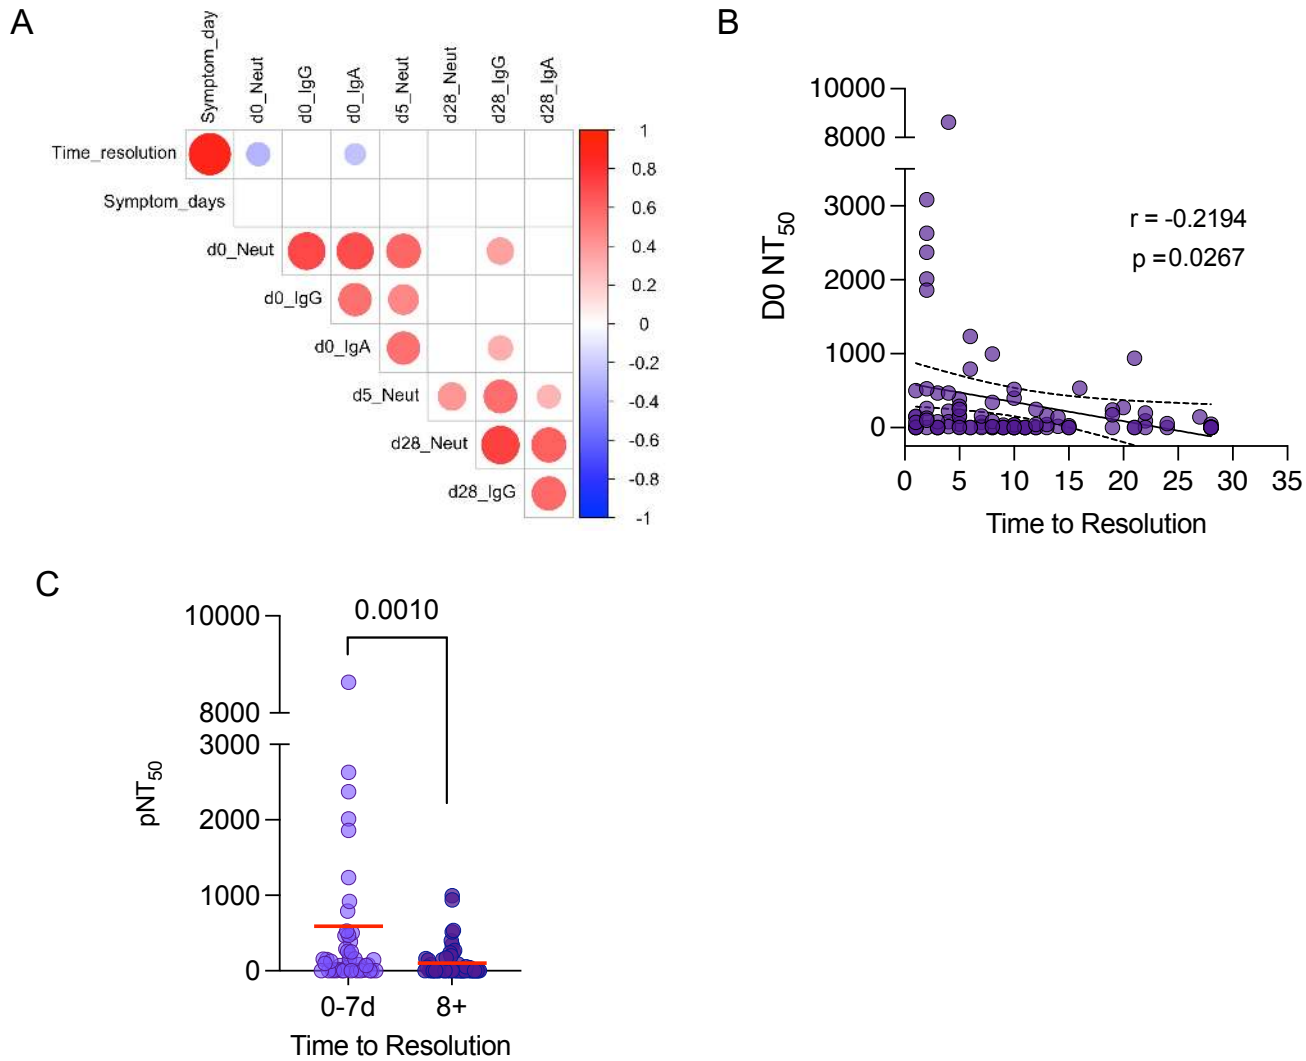 A
Symptom_day
d0_Neut
d0_IgG
d0_IgA
d5_Neut
d28_Neut
d28_IgG
d28_IgA
Time_resolution
Symptom_days
d0_Neut
d0_IgG
d0_IgA
d5_Neut
d28_Neut
d28_IgG
1
0.8
0.6
0.4
0.2
0
-0.2
-0.4
-0.6
-0.8
-1
B
10000
8000
3000
2000
1000
0
D0 NT50
r = -0.2194
p =0.0267
0 5 10 15 20 25 30 35
Time to Resolution
C
0.0010
10000
8000
3000
2000
1000
0
pNT50
0-7d 8+
Time to Resolution